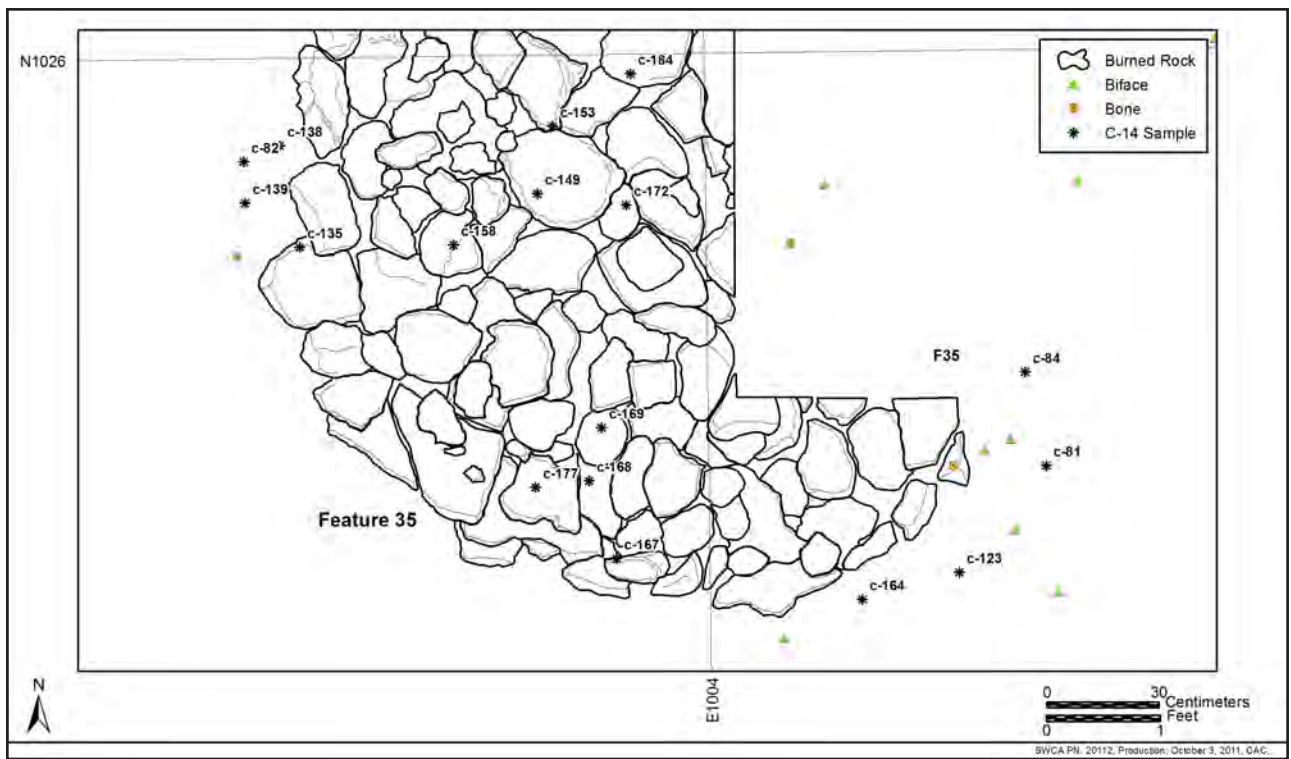 N1026
Burned Rock
Biface
Bone
C-14 Sample
c-184
c-153
c-138
c-82
c-139
c-149
c-172
c-135
c-158
F35
c-84
c-169
c-81
c-177
c-168
Feature 35
c-167
c-123
c-164
N
E1004
0 30
Centimeters
Feet
0 1
SWCA PN. 20112, Production: October 3, 2011, CAC